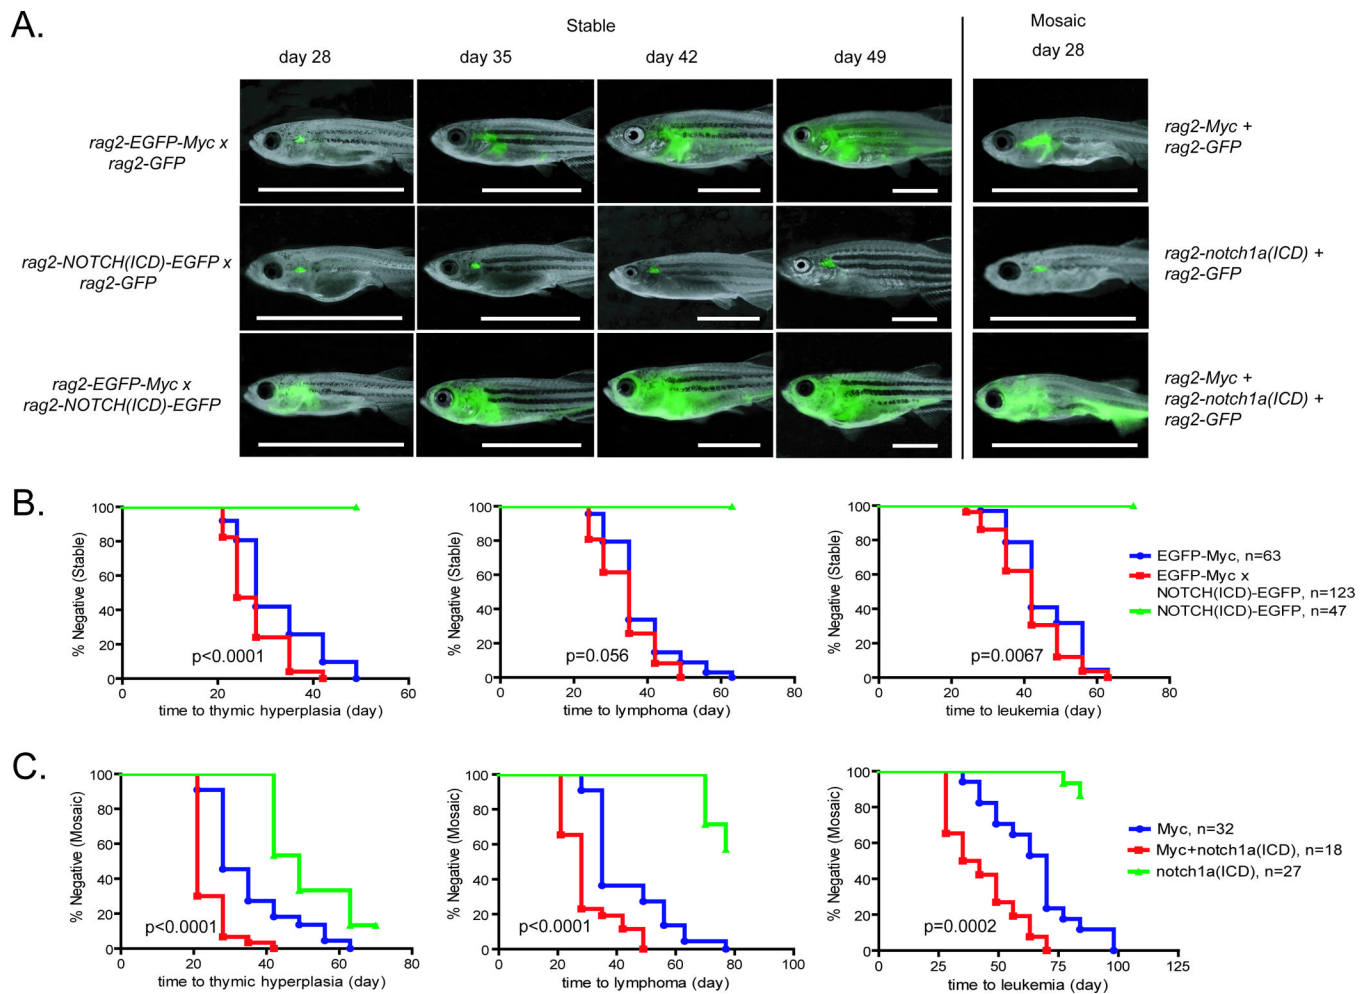 A.
Stable
Mosaic
day 28
day 35
day 42
day 49
day 28
rag2-EGFP-Myc x
rag2-GFP
rag2-Myc +
rag2-GFP
rag2-NOTCH(ICD)-EGFP x
rag2-GFP
rag2-notch1a(ICD) +
rag2-GFP
rag2-EGFP-Myc x
rag2-NOTCH(ICD)-EGFP
rag2-Myc +
rag2-notch1a(ICD) +
rag2-GFP
B.
% Negative (Stable)
100
80
60
40
20
0
p<0.0001
0 20 40 60
time to thymic hyperplasia (day)
% Negative (Stable)
100
80
60
40
20
0
p=0.056
0 20 40 60 80
time to lymphoma (day)
% Negative (Stable)
100
80
60
40
20
0
p=0.0067
0 20 40 60 80
time to leukemia (day)
EGFP-Myc, n=63
EGFP-Myc x
NOTCH(ICD)-EGFP, n=123
NOTCH(ICD)-EGFP, n=47
C.
% Negative (Mosaic)
100
80
60
40
20
0
p<0.0001
0 20 40 60 80
time to thymic hyperplasia (day)
% Negative (Mosaic)
100
80
60
40
20
0
p<0.0001
0 20 40 60 80 100
time to lymphoma (day)
% Negative (Mosaic)
100
80
60
40
20
0
p=0.0002
0 25 50 75 100 125
time to leukemia (day)
Myc, n=32
Myc+notch1a(ICD), n=18
notch1a(ICD), n=27